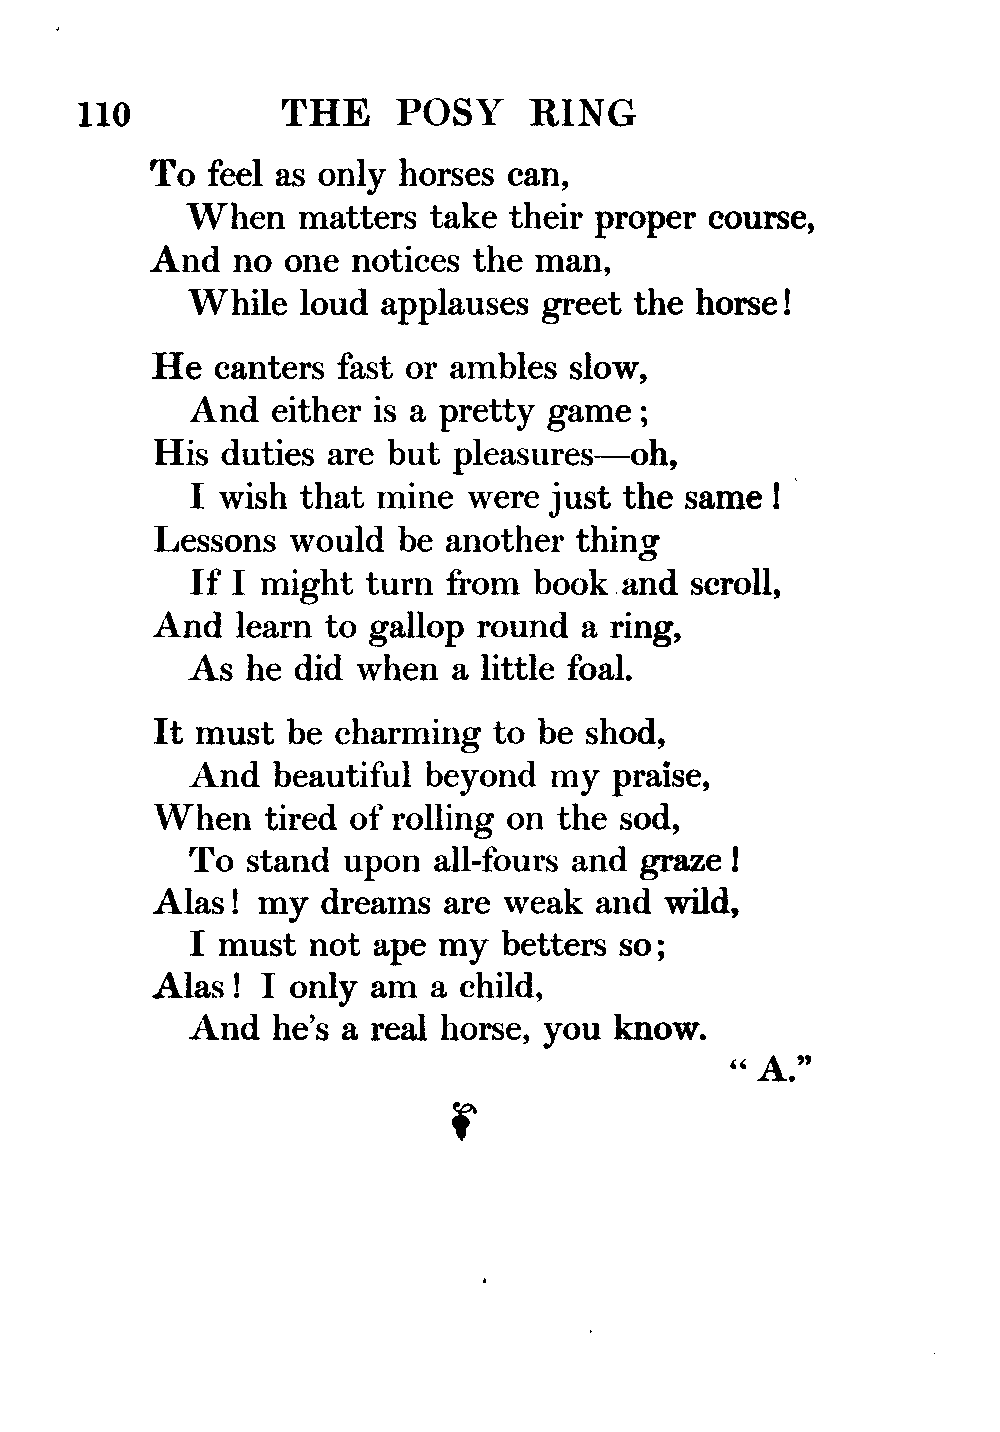 110 THE POSY RING
To feel as only horses can,
When matters take their proper course,
And no one notices the man,
While loud applauses greet the horse!
He canters fast or ambles slow,
And either is a pretty game;
His duties are but pleasures—oh,
I wish that mine were just the same!
Lessons would be another thing
If I might turn from book and scroll,
And learn to gallop round a ring,
As he did when a little foal.
It must be charming to be shod,
And beautiful beyond my praise,
When tired of rolling on the sod,
To stand upon all-fours and graze!
Alas! my dreams are weak and wild,
I must not ape my betters so;
Alas! I only am a child,
And he's a real horse, you know.
“A.”